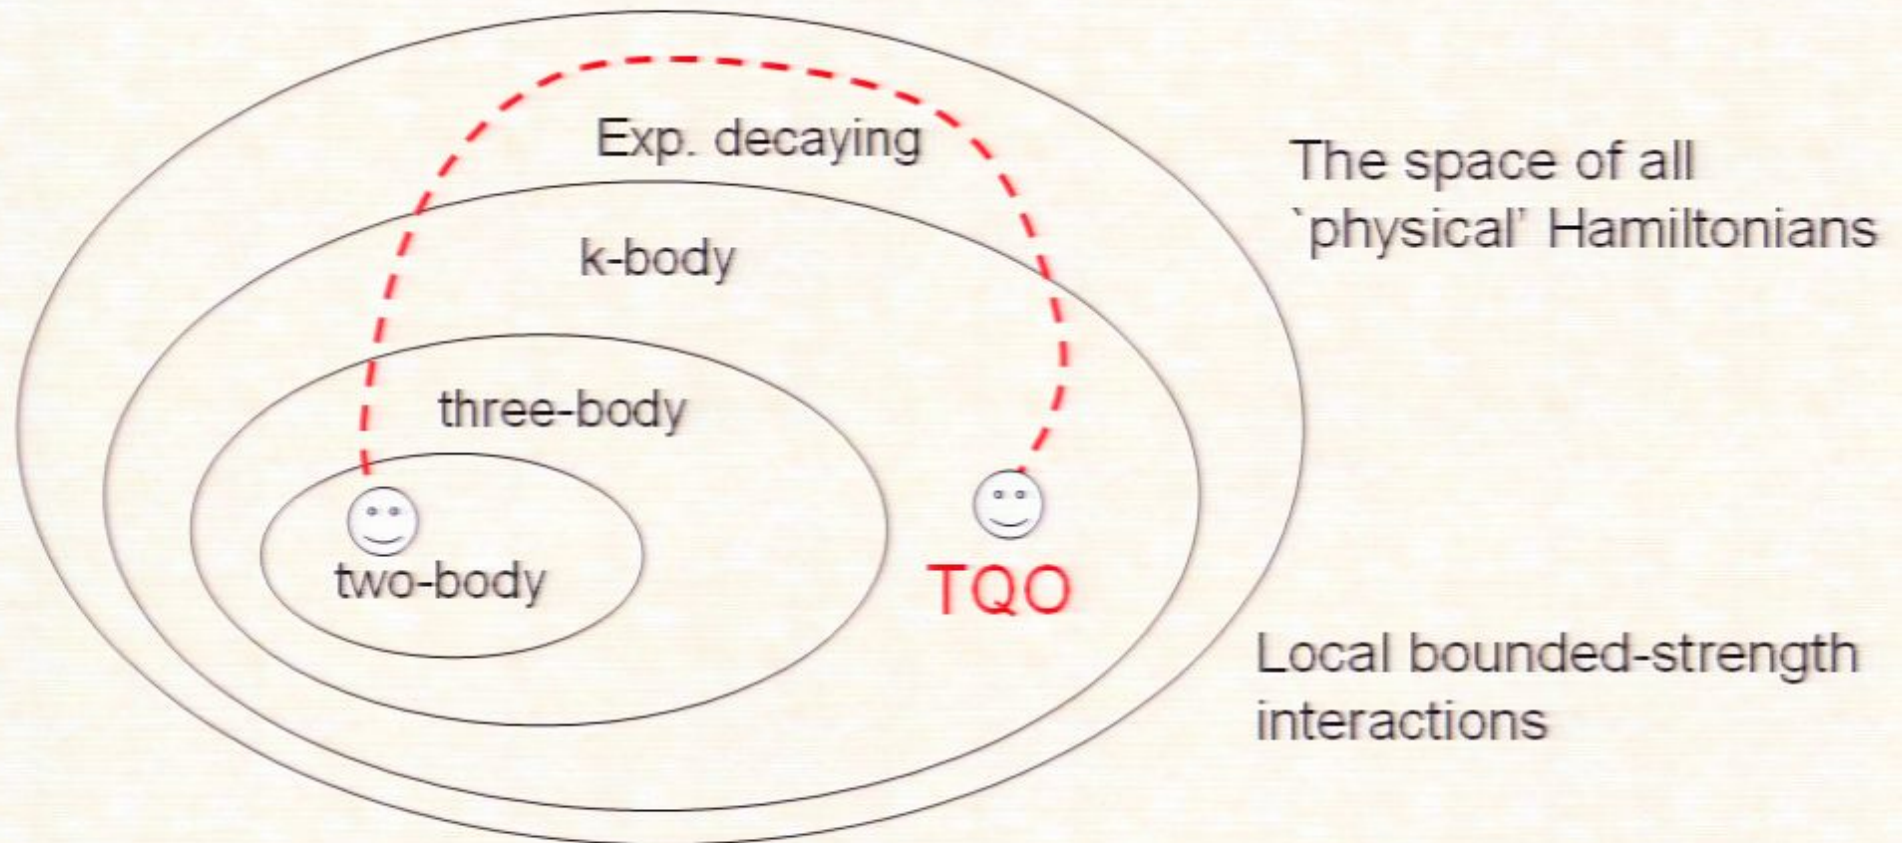 Exp. decaying
The space of all
`physical' Hamiltonians
k-body
three-body
two-body
TQO
Local bounded-strength
interactions